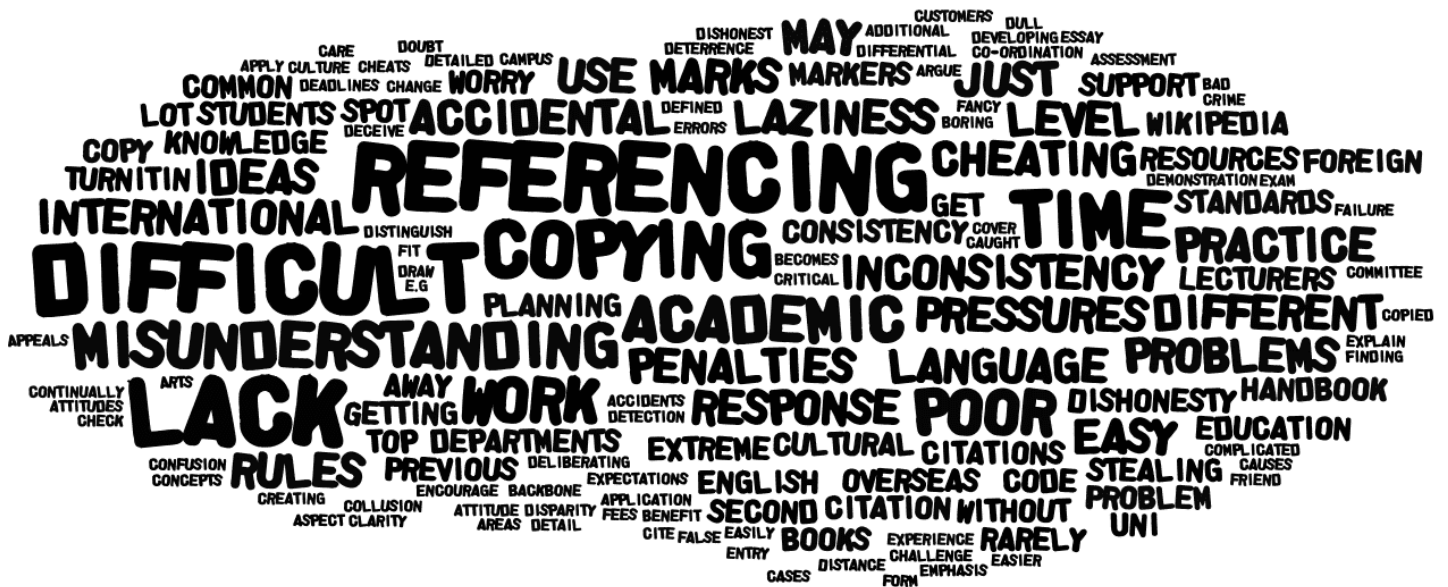 CUSTOMERS DULL
DISHONEST MAY ADDITIONAL DEVELOPING ESSAY
CARE DOUBT DETERRENCE DIFFERENTIAL CO-ORDINATION ASSESSMENT
APPLY CULTURE CHEATS DETAILED CAMPUS
COMMON DEADLINES CHANGE WORRY USE MARKS MARKERS ARGUE JUST SUPPORT BAD
CRIME
LOT STUDENTS SPOT ACCIDENTAL DEFINED LAZINESS FANCY LEVEL WIKIPEDIA
DECEIVE ERRORS BORING
COPY KNOWLEDGE REFERENCING CHEATING RESOURCES FOREIGN
TURNITIN IDEAS DEMONSTRATION EXAM
INTERNATIONAL GET TIME STANDARDS FAILURE
DISTINGUISH COPYING CONSISTENCY COVER PRACTICE
CAUGHT
DIFFICULT FIT BECOMES INCONSISTENCY LECTURERS COMMITTEE
DRAW CRITICAL
E.G
PLANNING ACADEMIC PRESSURES DIFFERENT COPIED
APPEALS MISUNDERSTANDING PENALTIES LANGUAGE PROBLEMS EXPLAIN
FINDING
CONTINUALLY ARTS LACK AWAY WORK ACCIDENTS RESPONSE POOR DISHONESTY HANDBOOK
ATTITUDES GETTING DETECTION
CHECK
TOP DEPARTMENTS EXTREME CULTURAL CITATIONS EASY EDUCATION
COMPLICATED
CONFUSION RULES PREVIOUS DELIBERATING STEALING CAUSES
CONCEPTS EXPECTATIONS ENGLISH OVERSEAS CODE FRIEND
CREATING ENCOURAGE BACKBONE APPLICATION PROBLEM
COLLUSION ATTITUDE DISPARITY FEES BENEFIT SECOND CITATION WITHOUT UNI
ASPECT CLARITY AREAS DETAIL
CITE FALSE EASILY BOOKS EXPERIENCE RARELY
ENTRY CHALLENGE EASIER
DISTANCE EMPHASIS
CASES FORM